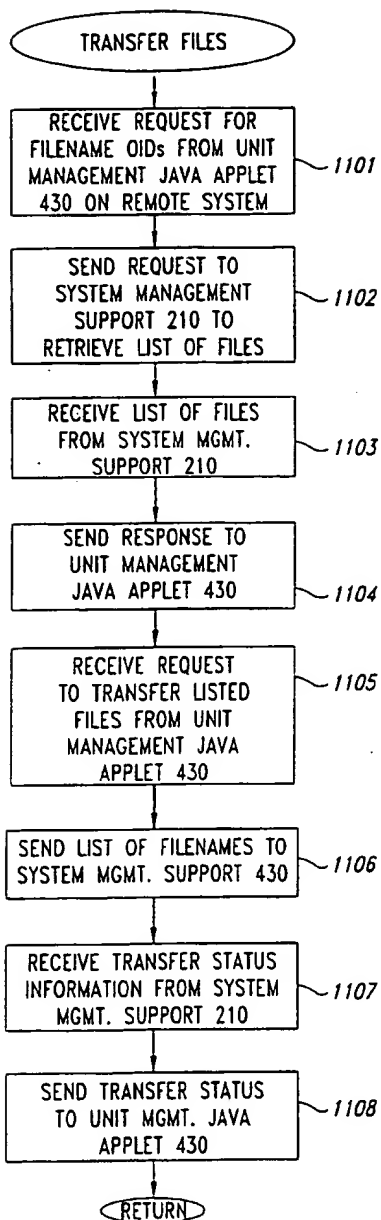 TRANSFER FILES
RECEIVE REQUEST FOR
FILENAME OIDs FROM UNIT
MANAGEMENT JAVA APPLET
430 ON REMOTE SYSTEM
1101
SEND REQUEST TO
SYSTEM MANAGEMENT
SUPPORT 210 TO
RETRIEVE LIST OF FILES
1102
RECEIVE LIST OF FILES
FROM SYSTEM MGMT.
SUPPORT 210
1103
SEND RESPONSE TO
UNIT MANAGEMENT
JAVA APPLET 430
1104
RECEIVE REQUEST
TO TRANSFER LISTED
FILES FROM UNIT
MANAGEMENT JAVA
APPLET 430
1105
SEND LIST OF FILENAMES TO
SYSTEM MGMT. SUPPORT 430
1106
RECEIVE TRANSFER STATUS
INFORMATION FROM SYSTEM
MGMT. SUPPORT 210
1107
SEND TRANSFER STATUS
TO UNIT MGMT. JAVA
APPLET 430
1108
RETURN